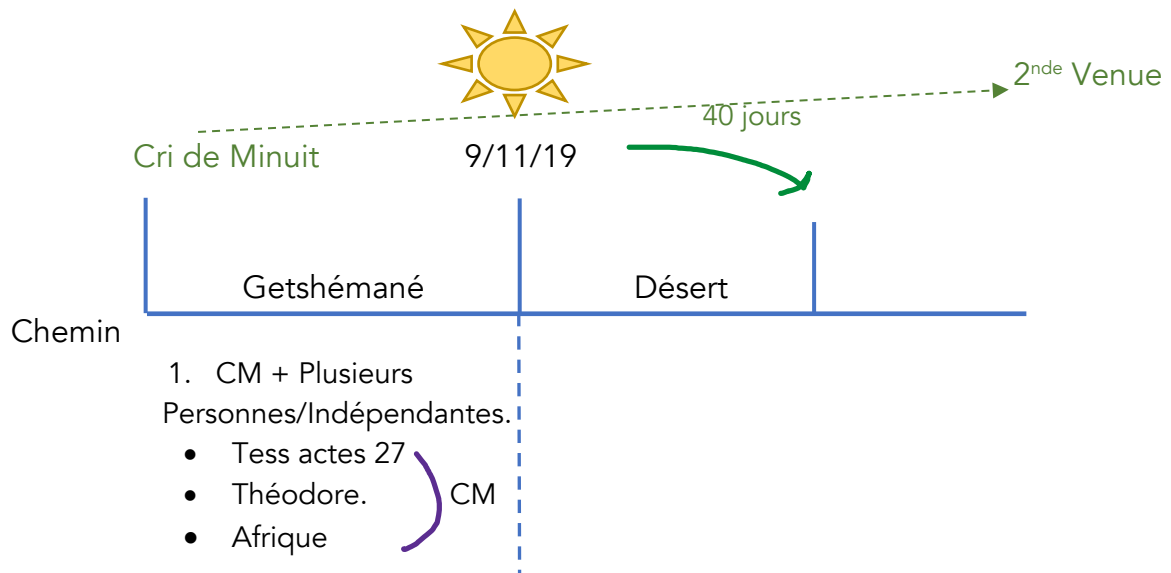 2nde Venue
40 jours
Cri de Minuit 9/11/19
Getshémané Désert
Chemin
1. CM + Plusieurs
Personnes/Indépendantes.
• Tess actes 27
• Théodore. CM
• Afrique